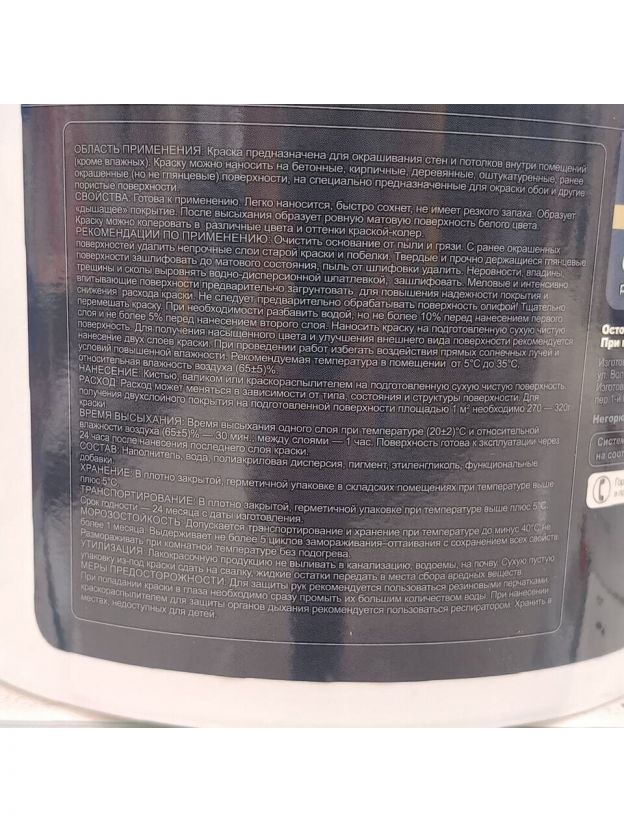 ОБЛАСТЬ ПРИМЕНЕНИЯ. Краска предназначена для окрашивания стен и потолков внутри помещений
(кроме влажных). Краску можно наносить на бетонные, кирпичные, деревянные, оштукатуренные, ранее
окрашенные (но не глянцевые) поверхности, на специально предназначенные для окраски обои и другие
пористые поверхности.
СВОЙСТВА. Готова к применению. Легко наносится, быстро сохнет, не имеет резкого запаха. Образует
«дышащее» покрытие. После высыхания образует ровную матовую поверхность белого цвета.
Краску можно колеровать в различные цвета и оттенки краской-колер.
РЕКОМЕНДАЦИИ ПО ПРИМЕНЕНИЮ. Очистить основание от пыли и грязи. С ранее окрашенных
поверхностей удалить непрочные слои старой краски и побелки. Твердые и прочно держащиеся глянцевые
поверхности зашлифовать до матового состояния, пыль от шлифовки удалить. Неровности, впадины,
трещины и сколы выровнять водно-дисперсионной шпатлевкой, зашлифовать. Меловые и интенсивно
впитывающие поверхности предварительно загрунтовать, для повышения надежности покрытия и
снижения расхода краски. Не следует предварительно обрабатывать поверхность олифой! Тщательно
перемешать краску. При необходимости разбавить водой, но не более 10% перед нанесением первого
слоя и не более 5% перед нанесением второго слоя. Наносить краску на подготовленную сухую чистую
поверхность. Для получения насыщенного цвета и улучшения внешнего вида поверхности рекомендуется
нанесение двух слоев краски. При проведении работ избегать воздействия прямых солнечных лучей и
условий повышенной влажности. Рекомендуемая температура в помещении от 5°С до 35°С,
относительная влажность воздуха (65±5)%.
НАНЕСЕНИЕ. Кистью, валиком или краскораспылителем на подготовленную сухую чистую поверхность.
РАСХОД. Расход может меняться в зависимости от типа, состояния и структуры поверхности. Для
получения двухслойного покрытия на подготовленной поверхности площадью 1 м² необходимо 270 — 320г
краски.
ВРЕМЯ ВЫСЫХАНИЯ. Время высыхания одного слоя при температуре (20±2)°С и относительной
влажности воздуха (65±5)% — 30 мин., между слоями — 1 час. Поверхность готова к эксплуатации через
24 часа после нанесения последнего слоя краски.
СОСТАВ. Наполнитель, вода, полиакриловая дисперсия, пигмент, этиленгликоль, функциональные
добавки.
ХРАНЕНИЕ. В плотно закрытой, герметичной упаковке в складских помещениях при температуре выше
плюс 5°С.
ТРАНСПОРТИРОВАНИЕ. В плотно закрытой, герметичной упаковке при температуре выше плюс 5°С.
Срок годности — 24 месяца с даты изготовления.
МОРОЗОСТОЙКОСТЬ. Допускается транспортирование и хранение при температуре до минус 40°С не
более 1 месяца. Выдерживает не более 5 циклов замораживания–оттаивания с сохранением всех свойств.
Размораживать при комнатной температуре без подогрева.
УТИЛИЗАЦИЯ. Лакокрасочную продукцию не выливать в канализацию, водоемы, на почву. Сухую пустую
упаковку из-под краски сдать на свалку, жидкие остатки передать в места сбора вредных веществ.
МЕРЫ ПРЕДОСТОРОЖНОСТИ. Для защиты рук рекомендуется пользоваться резиновыми перчатками.
При попадании краски в глаза необходимо сразу промыть их большим количеством воды. При нанесении
краскораспылителем для защиты органов дыхания рекомендуется пользоваться респиратором. Хранить в
местах, недоступных для детей.